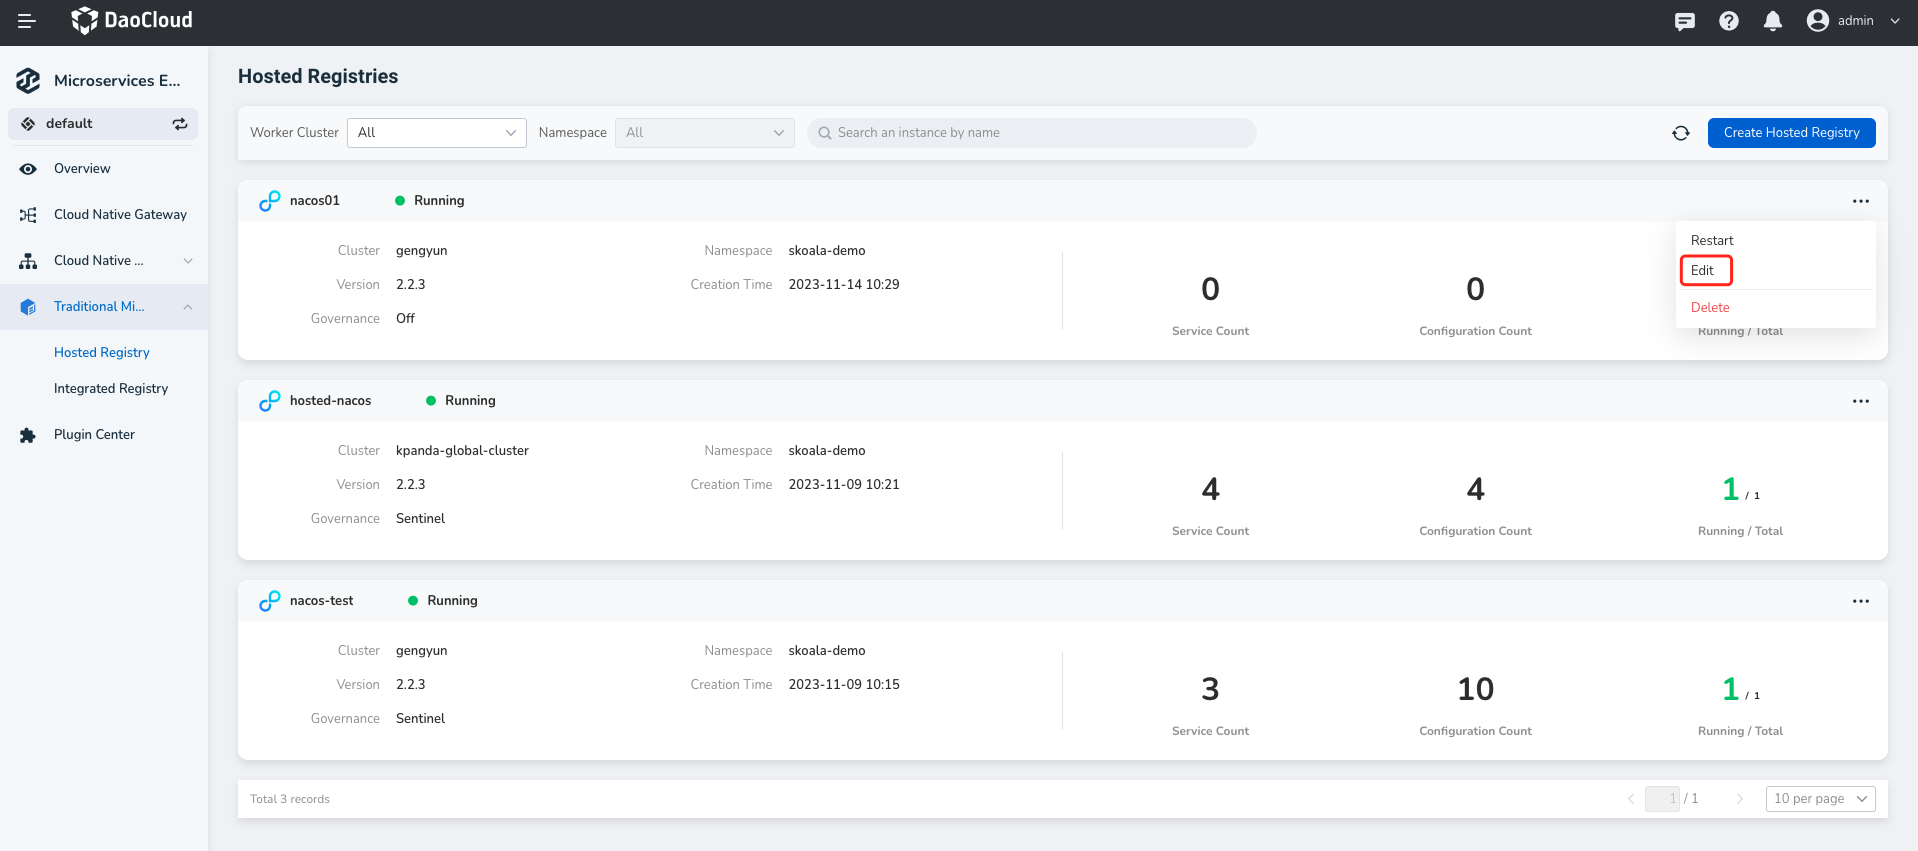 DaoCloud
admin
Microservices E...
default
Overview
Cloud Native Gateway
Cloud Native ...
Traditional Mi...
Hosted Registry
Integrated Registry
Plugin Center
Hosted Registries
Worker Cluster All Namespace All Search an instance by name Create Hosted Registry
nacos01 Running
Cluster gengyun Namespace skoala-demo
Version 2.2.3 Creation Time 2023-11-14 10:29
Governance Off
0
Service Count
0
Configuration Count
Running / Total
Restart
Edit
Delete
hosted-nacos Running
Cluster kpanda-global-cluster Namespace skoala-demo
Version 2.2.3 Creation Time 2023-11-09 10:21
Governance Sentinel
4
Service Count
4
Configuration Count
1 / 1
Running / Total
nacos-test Running
Cluster gengyun Namespace skoala-demo
Version 2.2.3 Creation Time 2023-11-09 10:15
Governance Sentinel
3
Service Count
10
Configuration Count
1 / 1
Running / Total
Total 3 records
1 / 1
10 per page